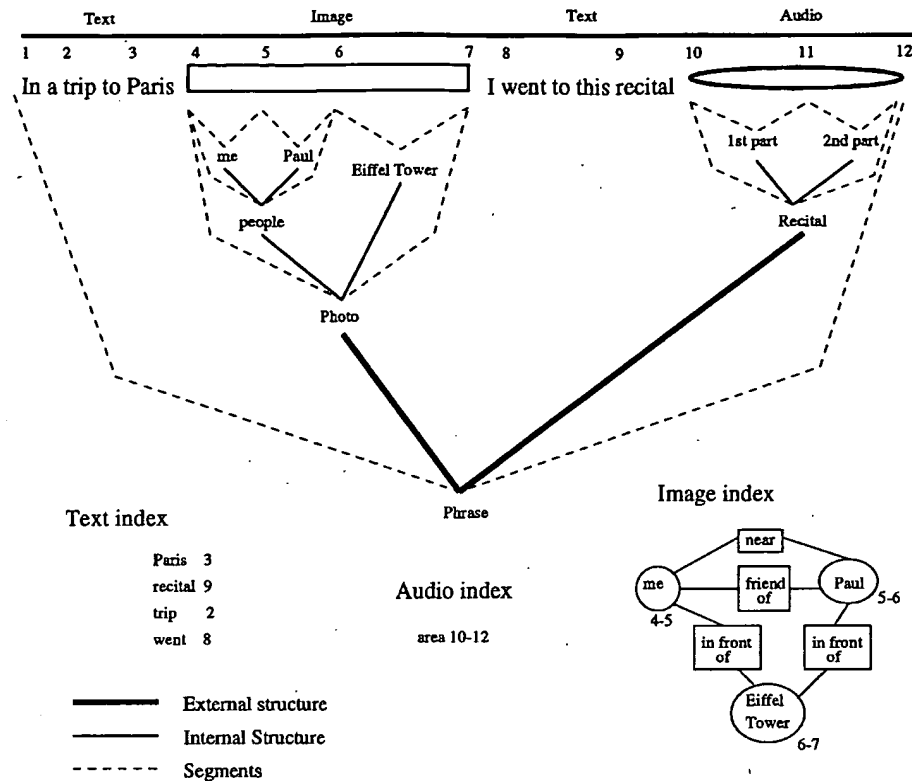 Text Image Text Audio
1 2 3 4 5 6 7 8 9 10 11 12
In a trip to Paris I went to this recital
me Paul Eiffel Tower 1st part 2nd part
people Recital
Photo
Phrase
Text index
Paris 3
recital 9
trip 2
went 8
Audio index
area 10-12
Image index
near
me friend of Paul
4-5 5-6
in front of in front of
Eiffel Tower
6-7
External structure
Internal Structure
Segments